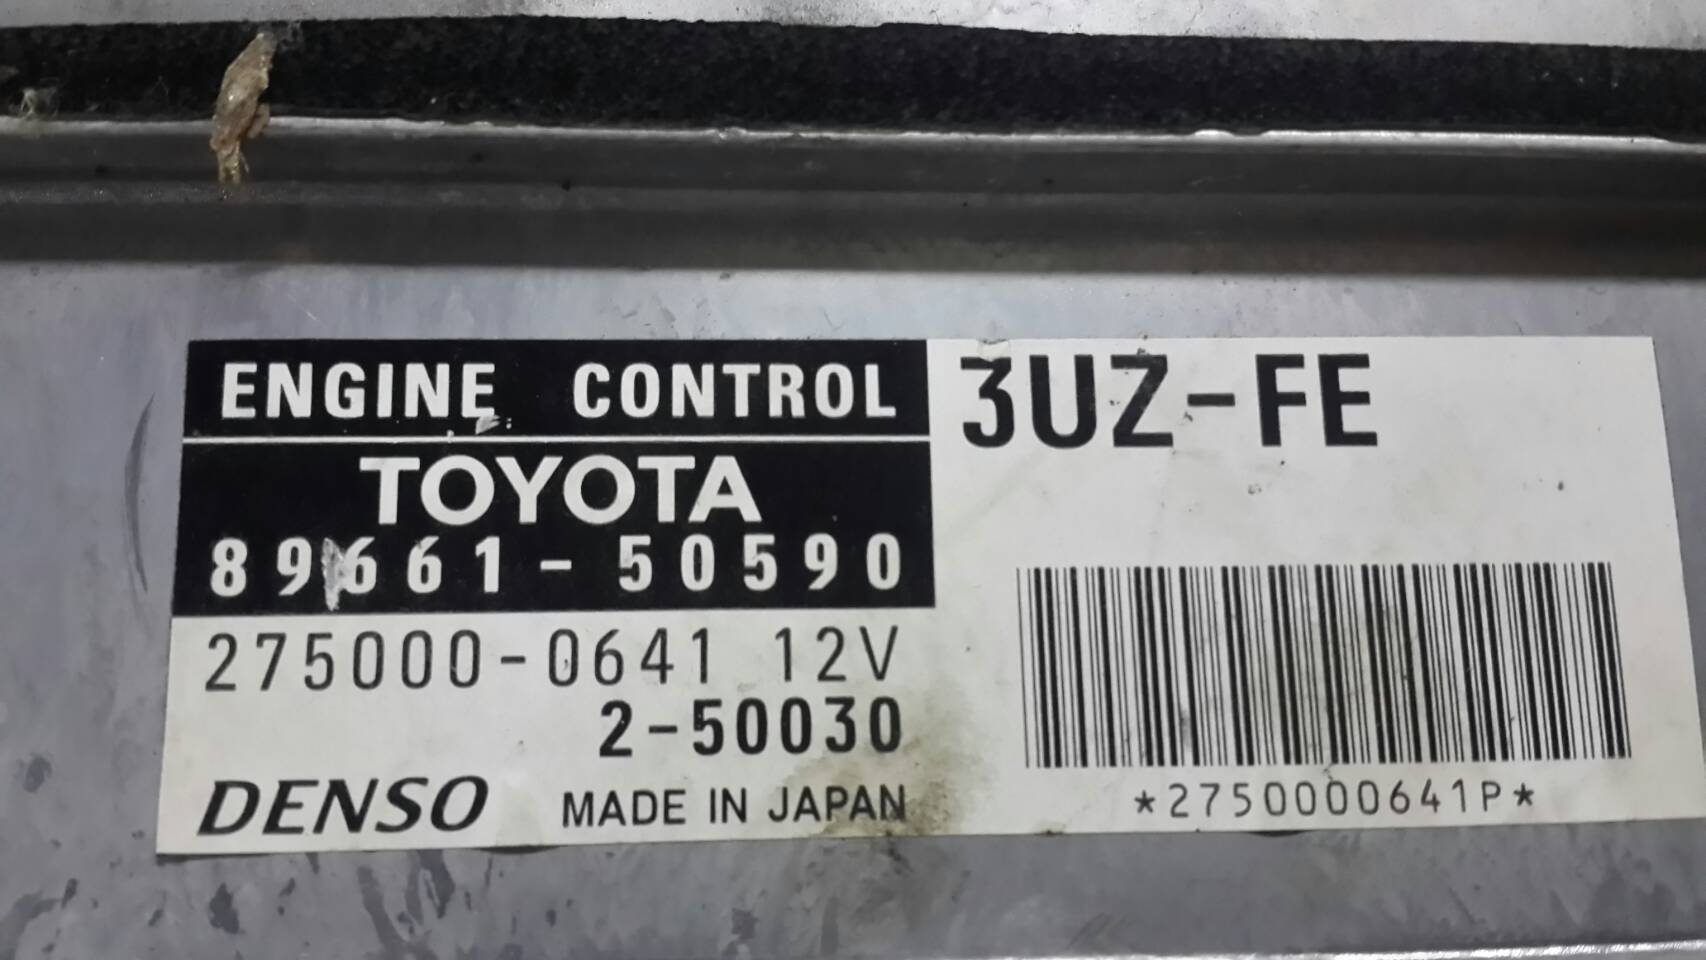 ENGINE CONTROL
TOYOTA
89661-50590
275000-0641 12V
2-50030
DENSO MADE IN JAPAN
3UZ-FE
*2750000641P*